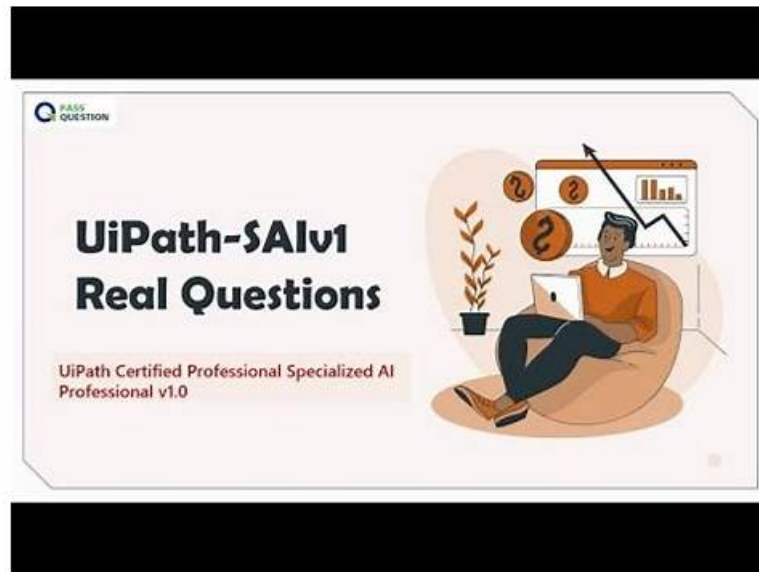 PASS
QUESTION
UiPath-SAIv1
Real Questions
UiPath Certified Professional Specialized AI
Professional v1.0